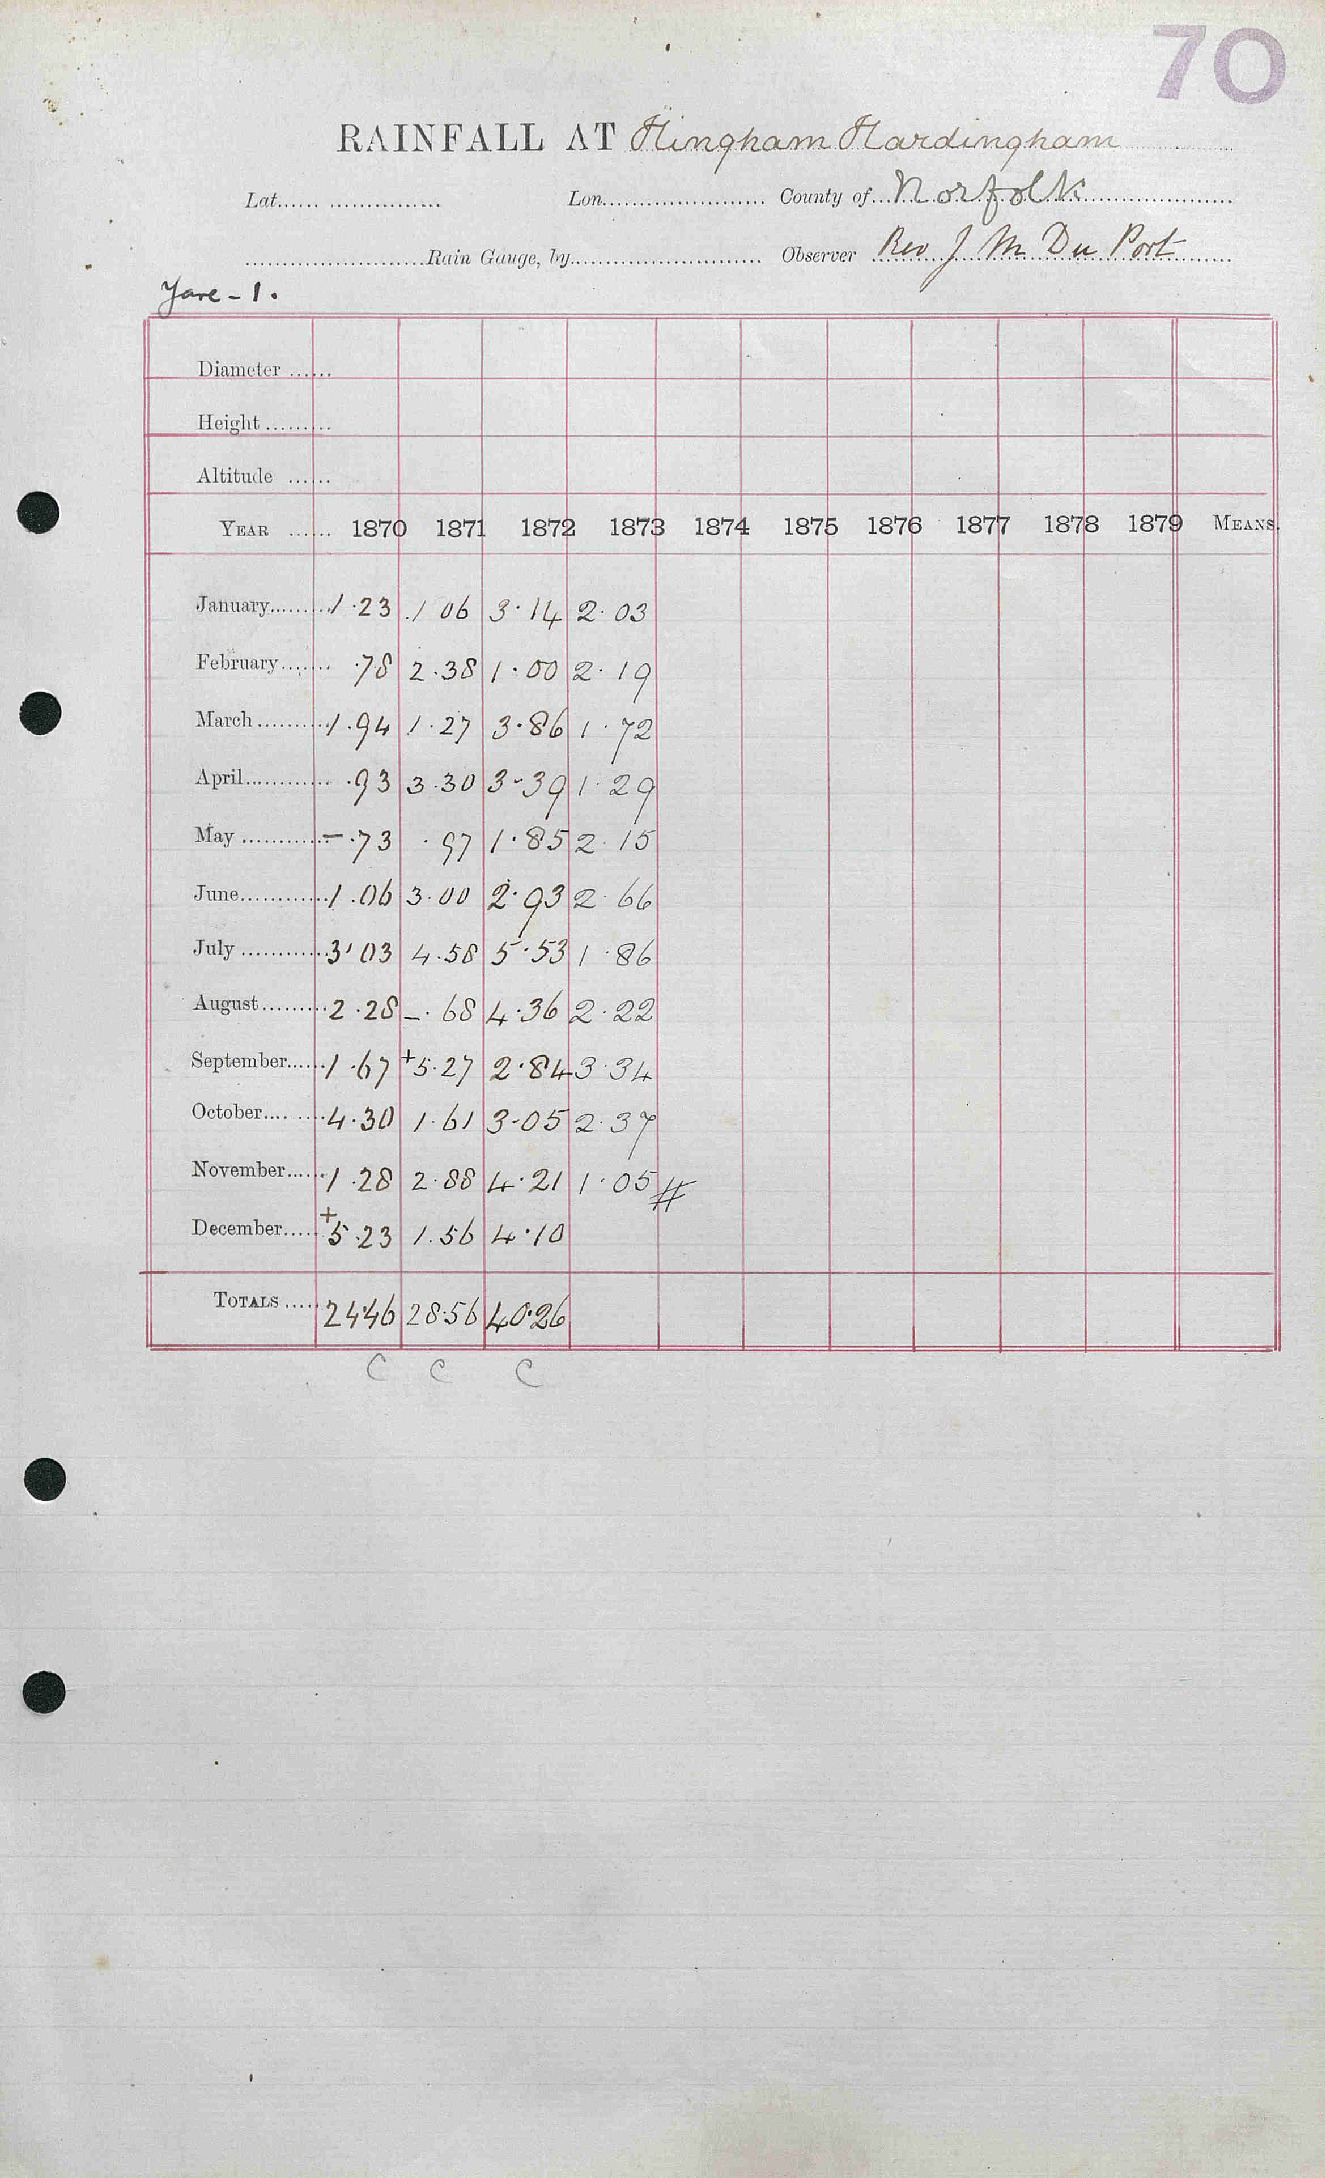 70
RAINFALL AT Hingham Hardingham
Lat...... ............... Lon....................... County of... Norfolk
.........................Rain Gauge, by........................... Observer Rev J M Du Port
Yare - 1.
Diameter ......
Height.........
Altitude ......
YEAR ...... 1870 1871 1872 1873 1874 1875 1876 1877 1878 1879 MEANS.
January......... 1.23 1 06 3.14 2.03
February....... .78 2.38 1.00 2.19
March.......... 1.94 1.27 3.86 1.72
April............ .93 3.30 3-39 1.29
May ............ - .73 .97 1.85 2.15
June............ 1.06 3.00 2.93 2.66
July ............ 3.03 4.58 5.53 1.86
August......... 2.28 - .68 4.36 2.22
September...... 1.67 +5.27 2.84 3.34
October.... ...... 4.30 1.61 3-05 2.37
November...... 1.28 2.88 4.21 1.05 #
December..... +5.23 1.56 4.10
TOTALS ..... 24.46 28.56 40.26
C C C